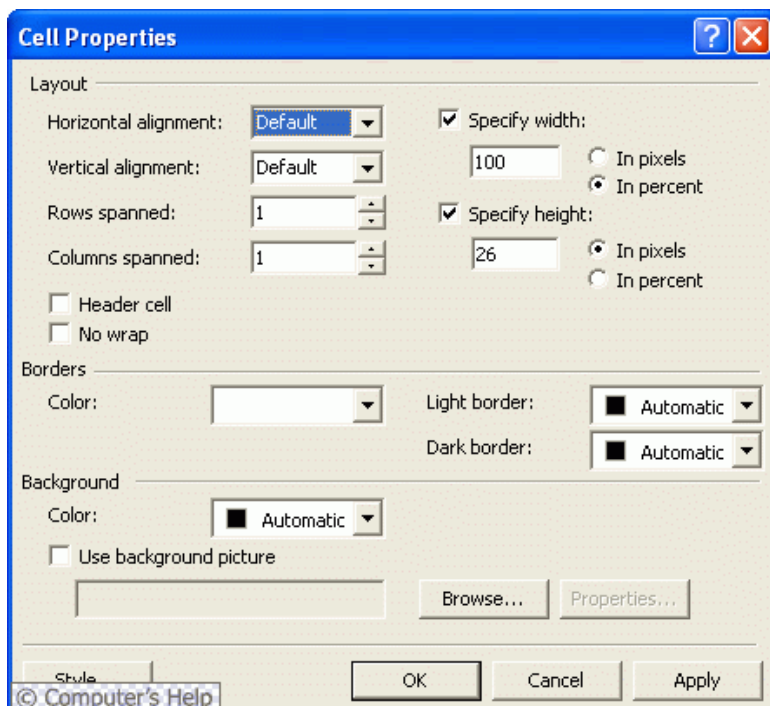 Cell Properties
Layout
Horizontal alignment: Default
Specify width:
100
In pixels
In percent
Vertical alignment: Default
Rows spanned: 1
Specify height:
26
In pixels
In percent
Columns spanned: 1
Header cell
No wrap
Borders
Color:
Light border: Automatic
Dark border: Automatic
Background
Color: Automatic
Use background picture
Browse... Properties...
Style... OK Cancel Apply
© Computer's Help